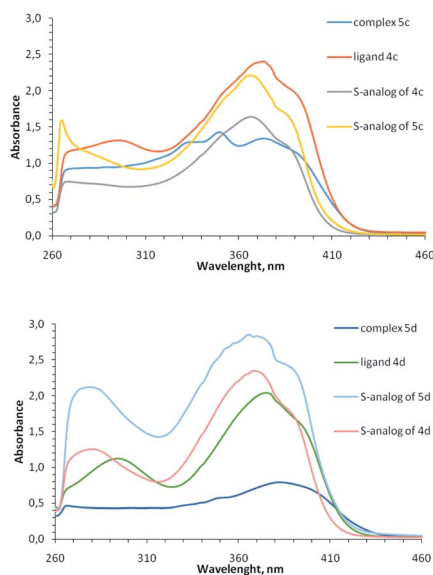 3,0
2,5
2,0
1,5
1,0
0,5
0,0
Absorbance
260 310 360 410 460
Wavelenght, nm
complex 5c
ligand 4c
S-analog of 4c
S-analog of 5c
3,0
2,5
2,0
1,5
1,0
0,5
0,0
Absorbance
260 310 360 410 460
Wavelenght, nm
complex 5d
ligand 4d
S-analog of 5d
S-analog of 4d